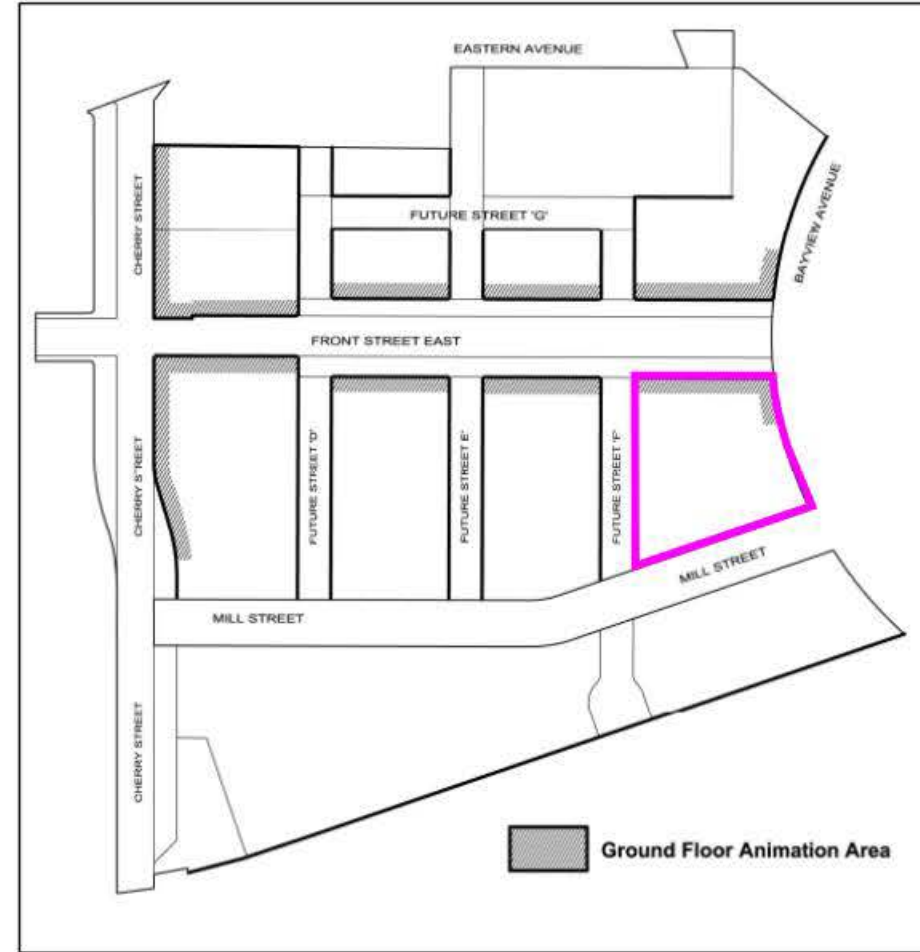 EASTERN AVENUE
CHERRY STREET
BAYVIEW AVENUE
FUTURE STREET 'G'
FRONT STREET EAST
CHERRY STREET
FUTURE STREET 'D'
FUTURE STREET E'
FUTURE STREET 'F'
MILL STREET
MILL STREET
CHERRY STREET
Ground Floor Animation Area